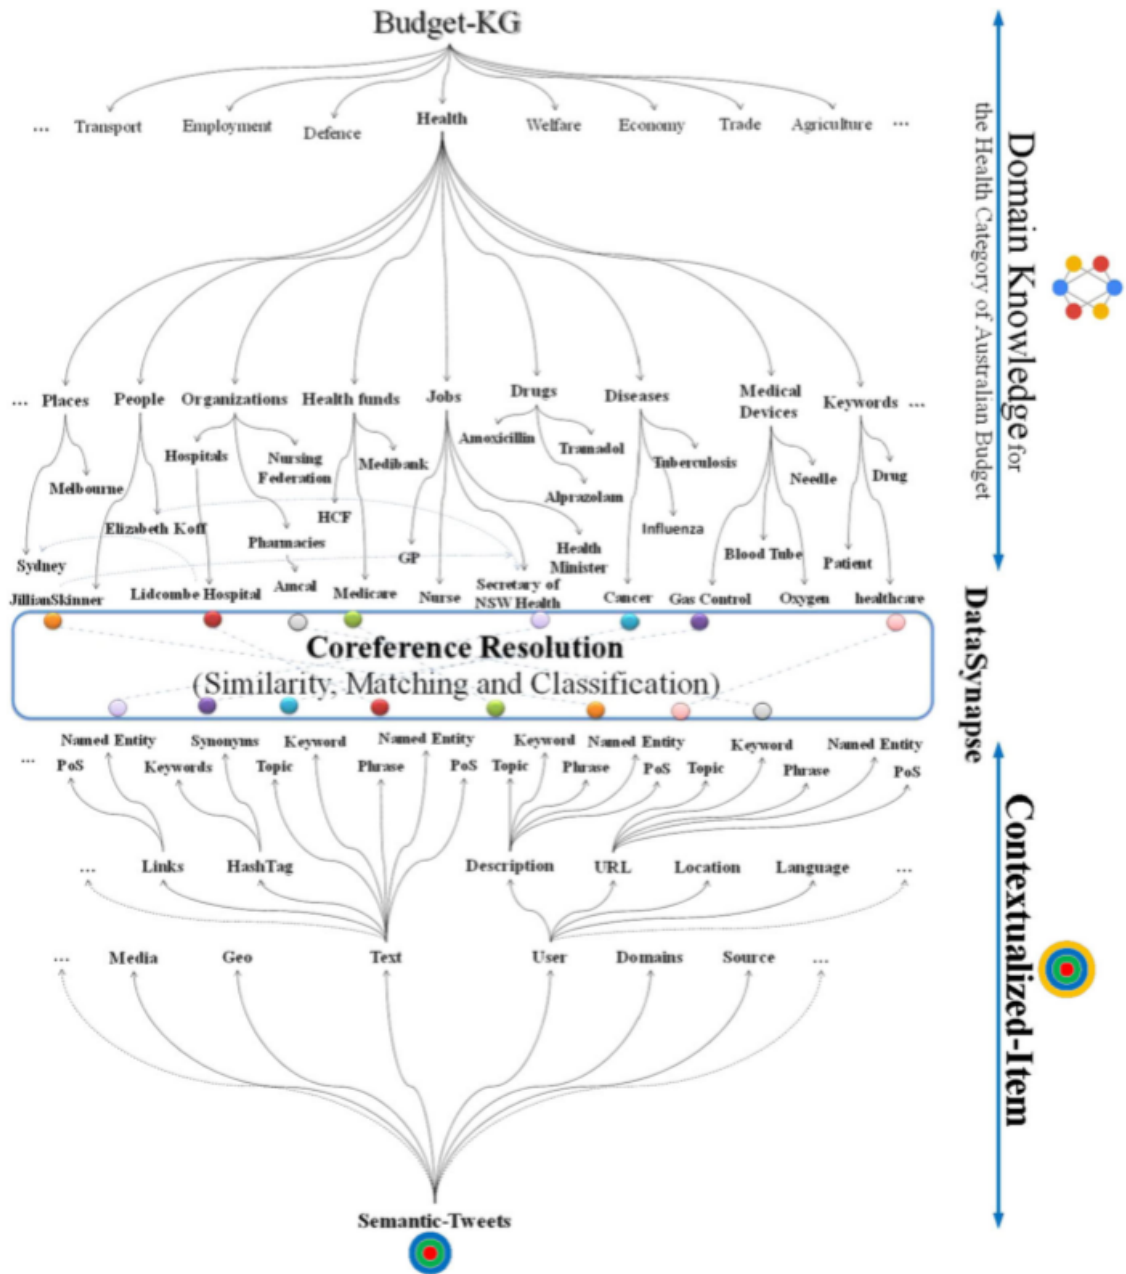 Budget-KG
... Transport Employment Defence Health Welfare Economy Trade Agriculture ...
Domain Knowledge for
the Health Category of Australian Budget
... Places People Organizations Health funds Jobs Drugs Diseases Medical Devices Keywords ...
Hospitals
Nursing
Federation
Medibank
Amoxicillin
Tramadol
Tuberculosis
Needle
Drug
Melbourne
Alprazolam
Elizabeth Koff
HCF
Influenza
Pharmacies
GP
Health
Minister
Blood Tube
Patient
Sydney
Amcal
JillianSkinner
Lidcombe Hospital
Medicare
Nurse
Secretary of
NSW Health
Cancer
Gas Control
Oxygen
healthcare
DataSynapse
Coreference Resolution
(Similarity, Matching and Classification)
Named Entity Synonyms Keyword Named Entity Keyword Named Entity Keyword Named Entity
... PoS Keywords Topic Phrase PoS Topic Phrase PoS Topic Phrase PoS
... Links HashTag Description URL Location Language ...
... Media Geo Text User Domains Source ...
Contextualized-Item
Semantic-Tweets